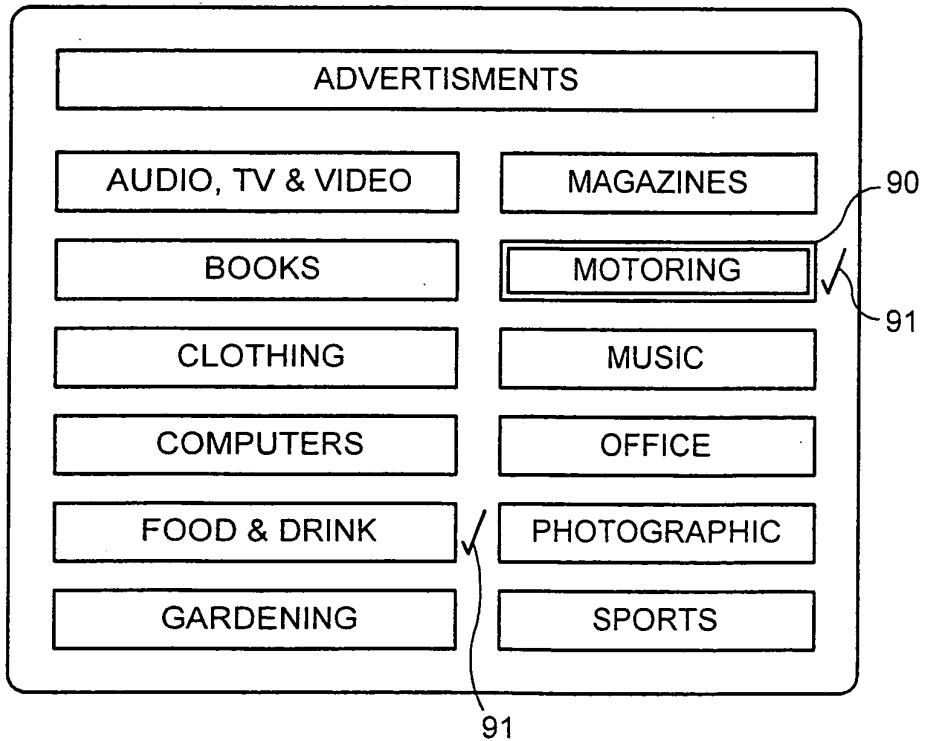 ADVERTISMENTS
AUDIO, TV & VIDEO
MAGAZINES
90
BOOKS
MOTORING
91
CLOTHING
MUSIC
COMPUTERS
OFFICE
FOOD & DRINK
PHOTOGRAPHIC
GARDENING
SPORTS
91